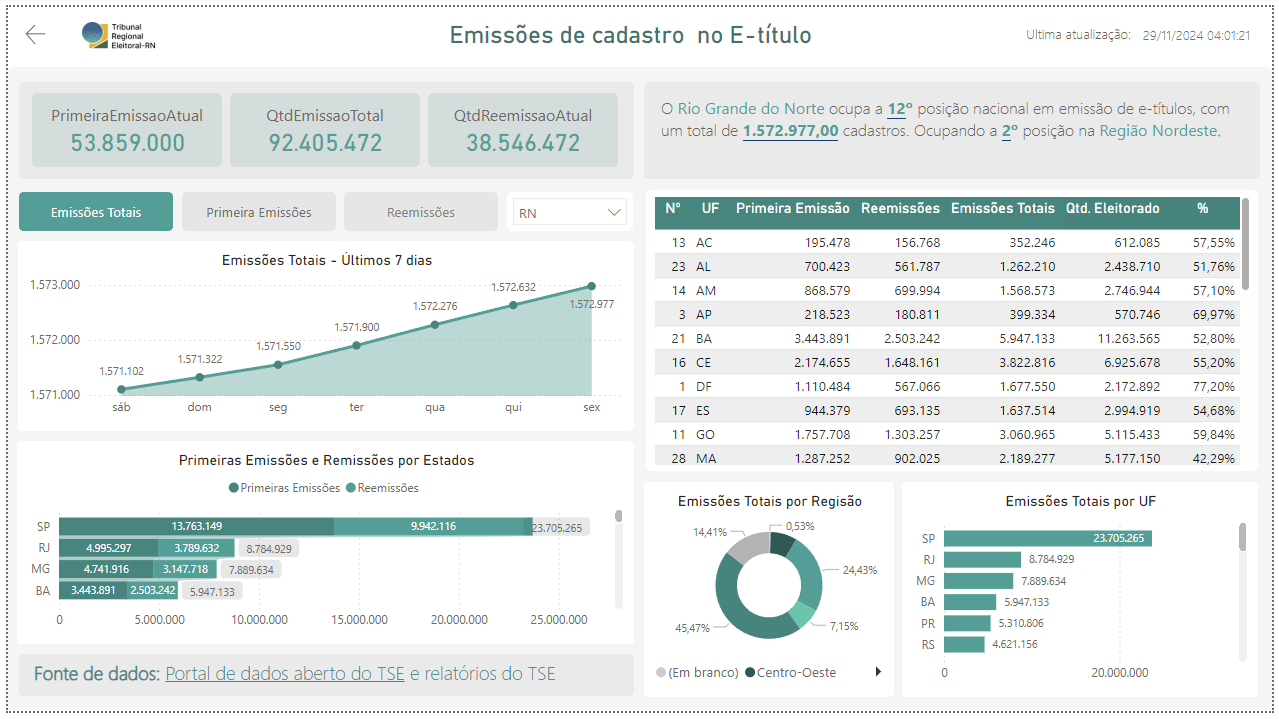 Tribunal
Regional
Eleitoral-RN
Emissões de cadastro no E-título
Ultima atualização: 29/11/2024 04:01:21
PrimeiraEmissaoAtual
53.859.000
QtdEmissaoTotal
92.405.472
QtdReemissaoAtual
38.546.472
O Rio Grande do Norte ocupa a 12º posição nacional em emissão de e-títulos, com
um total de 1.572.977,00 cadastros. Ocupando a 2º posição na Região Nordeste.
Emissões Totais
Primeira Emissões
Reemissões
RN
Emissões Totais - Últimos 7 dias
1.573.000
1.572.000
1.571.000
1.571.102
1.571.322
1.571.550
1.571.900
1.572.276
1.572.632
1.572.977
sáb dom seg ter qua qui sex
Nº UF Primeira Emissão Reemissões Emissões Totais Qtd. Eleitorado %
13 AC 195.478 156.768 352.246 612.085 57,55%
23 AL 700.423 561.787 1.262.210 2.438.710 51,76%
14 AM 868.579 699.994 1.568.573 2.746.944 57,10%
3 AP 218.523 180.811 399.334 570.746 69,97%
21 BA 3.443.891 2.503.242 5.947.133 11.263.565 52,80%
16 CE 2.174.655 1.648.161 3.822.816 6.925.678 55,20%
1 DF 1.110.484 567.066 1.677.550 2.172.892 77,20%
17 ES 944.379 693.135 1.637.514 2.994.919 54,68%
11 GO 1.757.708 1.303.257 3.060.965 5.115.433 59,84%
28 MA 1.287.252 902.025 2.189.277 5.177.150 42,29%
Primeiras Emissões e Remissões por Estados
Primeiras Emissões Reemissões
SP 13.763.149 9.942.116 23.705.265
RJ 4.995.297 3.789.632 8.784.929
MG 4.741.916 3.147.718 7.889.634
BA 3.443.891 2.503.242 5.947.133
0 5.000.000 10.000.000 15.000.000 20.000.000 25.000.000
Emissões Totais por Regisão
14,41%
0,53%
24,43%
7,15%
45,47%
(Em branco) Centro-Oeste
Emissões Totais por UF
SP 23.705.265
RJ 8.784.929
MG 7.889.634
BA 5.947.133
PR 5.310.806
RS 4.621.156
0 20.000.000
Fonte de dados: Portal de dados aberto do TSE e relatórios do TSE